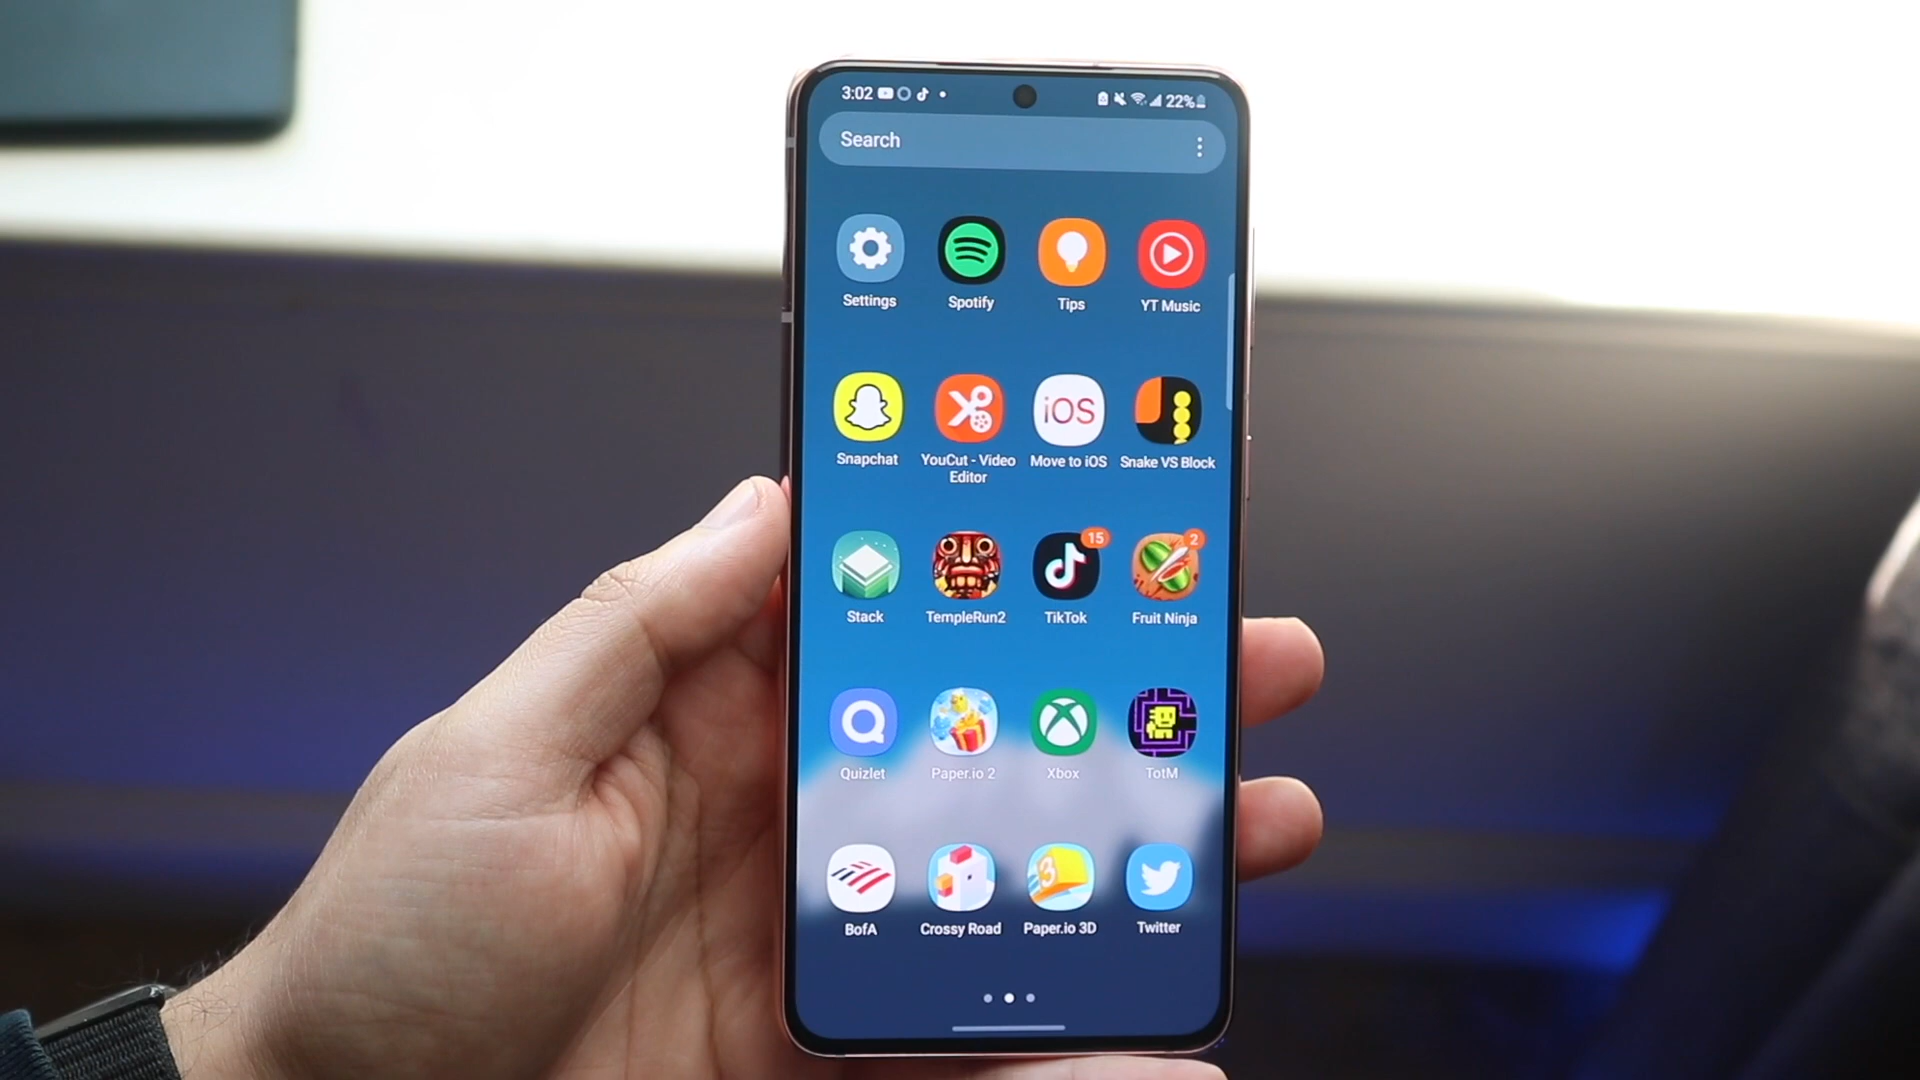 3:02
22%
Search
Settings
Spotify
Tips
YT Music
Snapchat
YouCut - Video
Editor
iOS
Move to iOS
Snake VS Block
Stack
TempleRun2
15
TikTok
2
Fruit Ninja
Quizlet
Paper.io 2
Xbox
TotM
BofA
Crossy Road
3
Paper.io 3D
Twitter